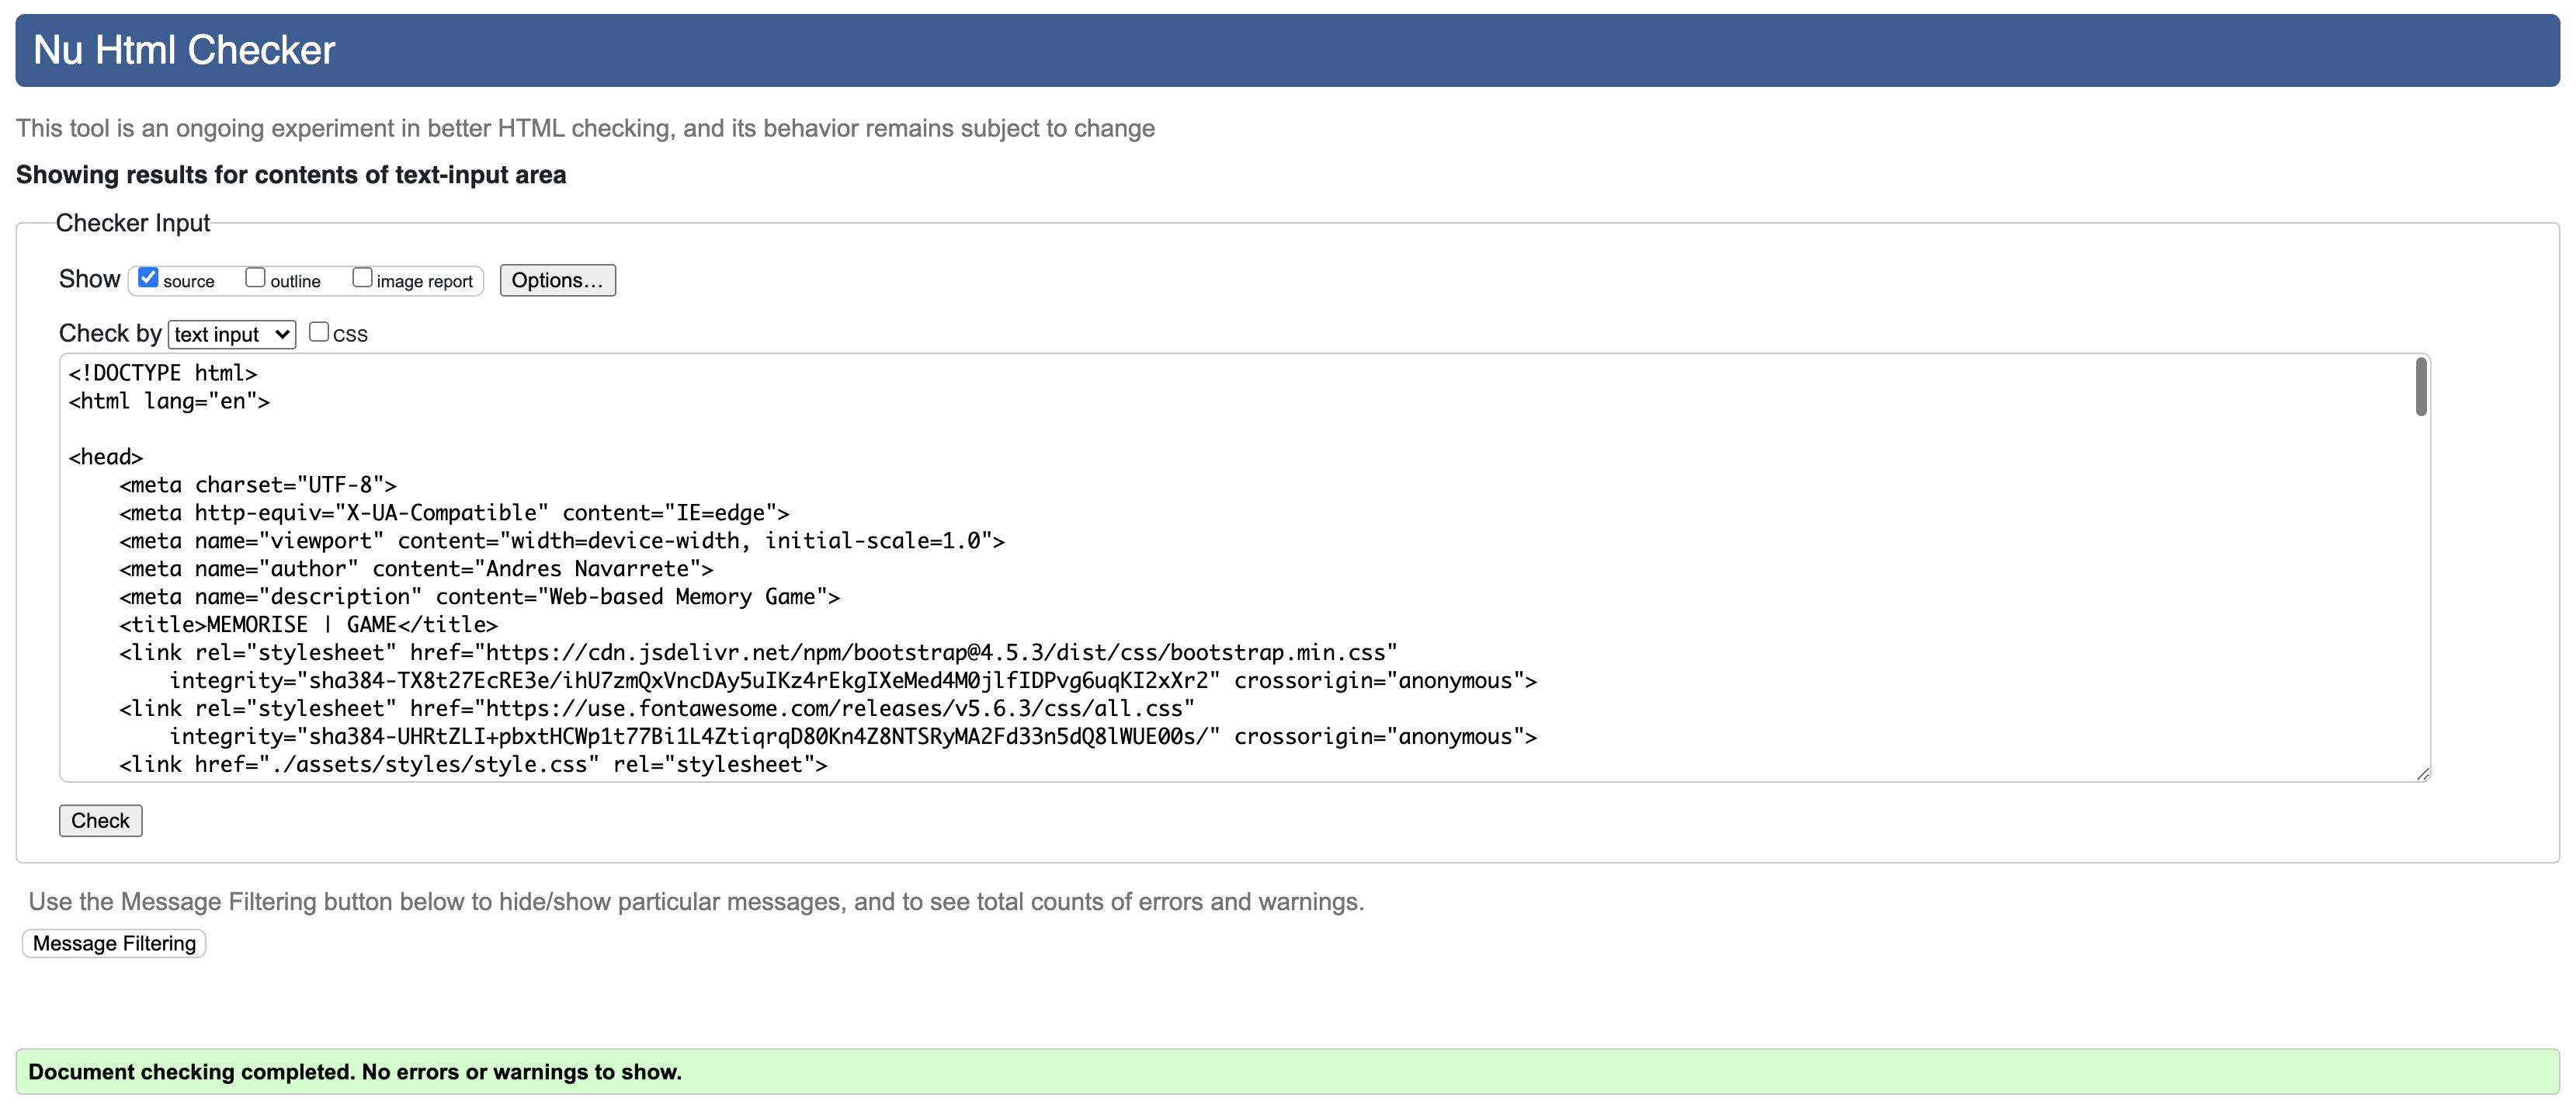 Nu Html Checker
This tool is an ongoing experiment in better HTML checking, and its behavior remains subject to change
Showing results for contents of text-input area
Checker Input
Show source outline image report Options...
Check by text input CSS
<!DOCTYPE html>
<html lang="en">
<head>
<meta charset="UTF-8">
<meta http-equiv="X-UA-Compatible" content="IE=edge">
<meta name="viewport" content="width=device-width, initial-scale=1.0">
<meta name="author" content="Andres Navarrete">
<meta name="description" content="Web-based Memory Game">
<title>MEMORISE | GAME</title>
<link rel="stylesheet" href="https://cdn.jsdelivr.net/npm/bootstrap@4.5.3/dist/css/bootstrap.min.css"
integrity="sha384-TX8t27EcRE3e/ihU7zmQxVncDAy5uIKz4rEkgIXeMed4M0jlfIDPvg6uqKI2xXr2" crossorigin="anonymous">
<link rel="stylesheet" href="https://use.fontawesome.com/releases/v5.6.3/css/all.css"
integrity="sha384-UHRtZLI+pbxtHCWp1t77Bi1L4ZtiqrqD80Kn4Z8NTSRyMA2Fd33n5dQ8lWUE00s/" crossorigin="anonymous">
<link href="./assets/styles/style.css" rel="stylesheet">
Check
Use the Message Filtering button below to hide/show particular messages, and to see total counts of errors and warnings.
Message Filtering
Document checking completed. No errors or warnings to show.